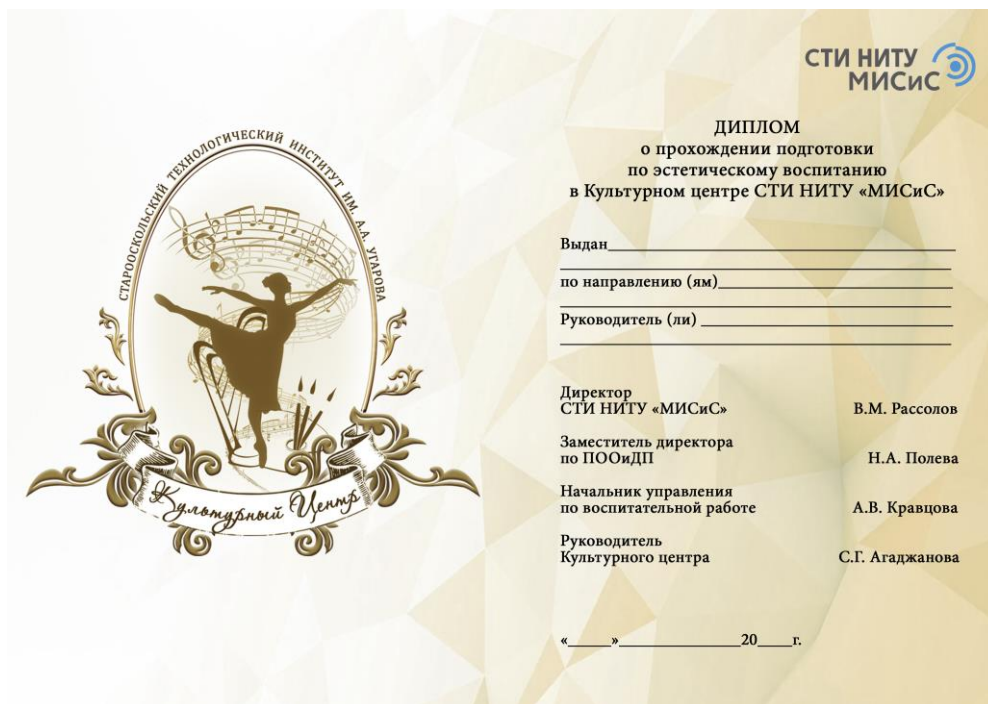 СТАРООСКОЛЬСКИЙ ТЕХНОЛОГИЧЕСКИЙ ИНСТИТУТ ИМ. А.А. УГАРОВА
Культурный Центр
СТИ НИТУ
МИСиС
ДИПЛОМ
о прохождении подготовки
по эстетическому воспитанию
в Культурном центре СТИ НИТУ «МИСиС»
Выдан
по направлению (ям)
Руководитель (ли)
Директор
СТИ НИТУ «МИСиС» В.М. Рассолов
Заместитель директора
по ПООиДП Н.А. Полева
Начальник управления
по воспитательной работе А.В. Кравцова
Руководитель
Культурного центра С.Г. Агаджанова
«_____»_________________20____г.